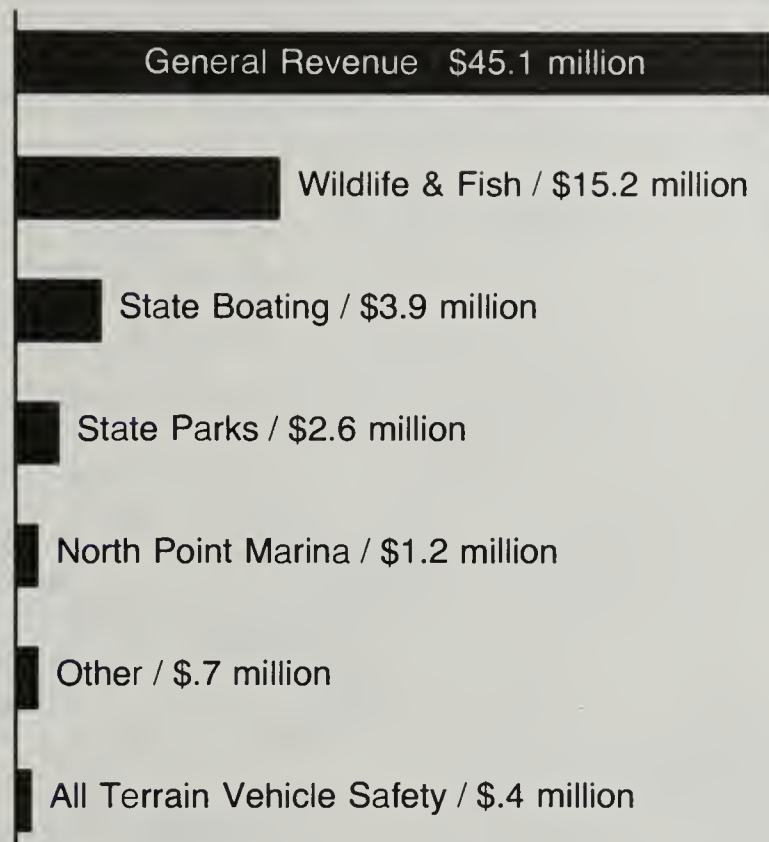 General Revenue $45.1 million
Wildlife & Fish / $15.2 million
State Boating / $3.9 million
State Parks / $2.6 million
North Point Marina / $1.2 million
Other / $.7 million
All Terrain Vehicle Safety / $.4 million